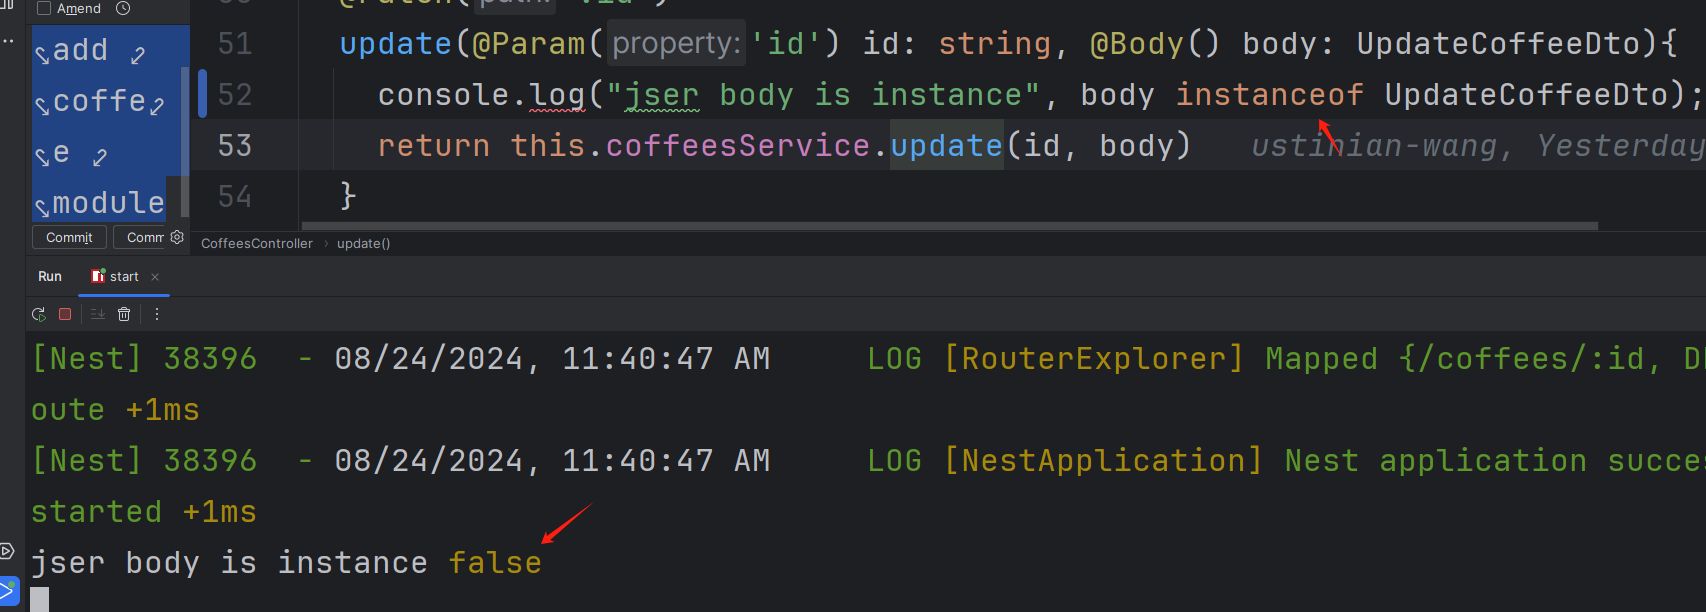 Amend
add
coffe
e
module
Commit
Comm
51 update(@Param( property: 'id') id: string, @Body() body: UpdateCoffeeDto){
52 console.log("jser body is instance", body instanceof UpdateCoffeeDto);
53 return this.coffeesService.update(id, body) ustinian-wang, Yesterday
54 }
CoffeesController › update()
Run start ×
[Nest] 38396 - 08/24/2024, 11:40:47 AM LOG [RouterExplorer] Mapped {/coffees/:id, 
oute +1ms
[Nest] 38396 - 08/24/2024, 11:40:47 AM LOG [NestApplication] Nest application succes
started +1ms
jser body is instance false